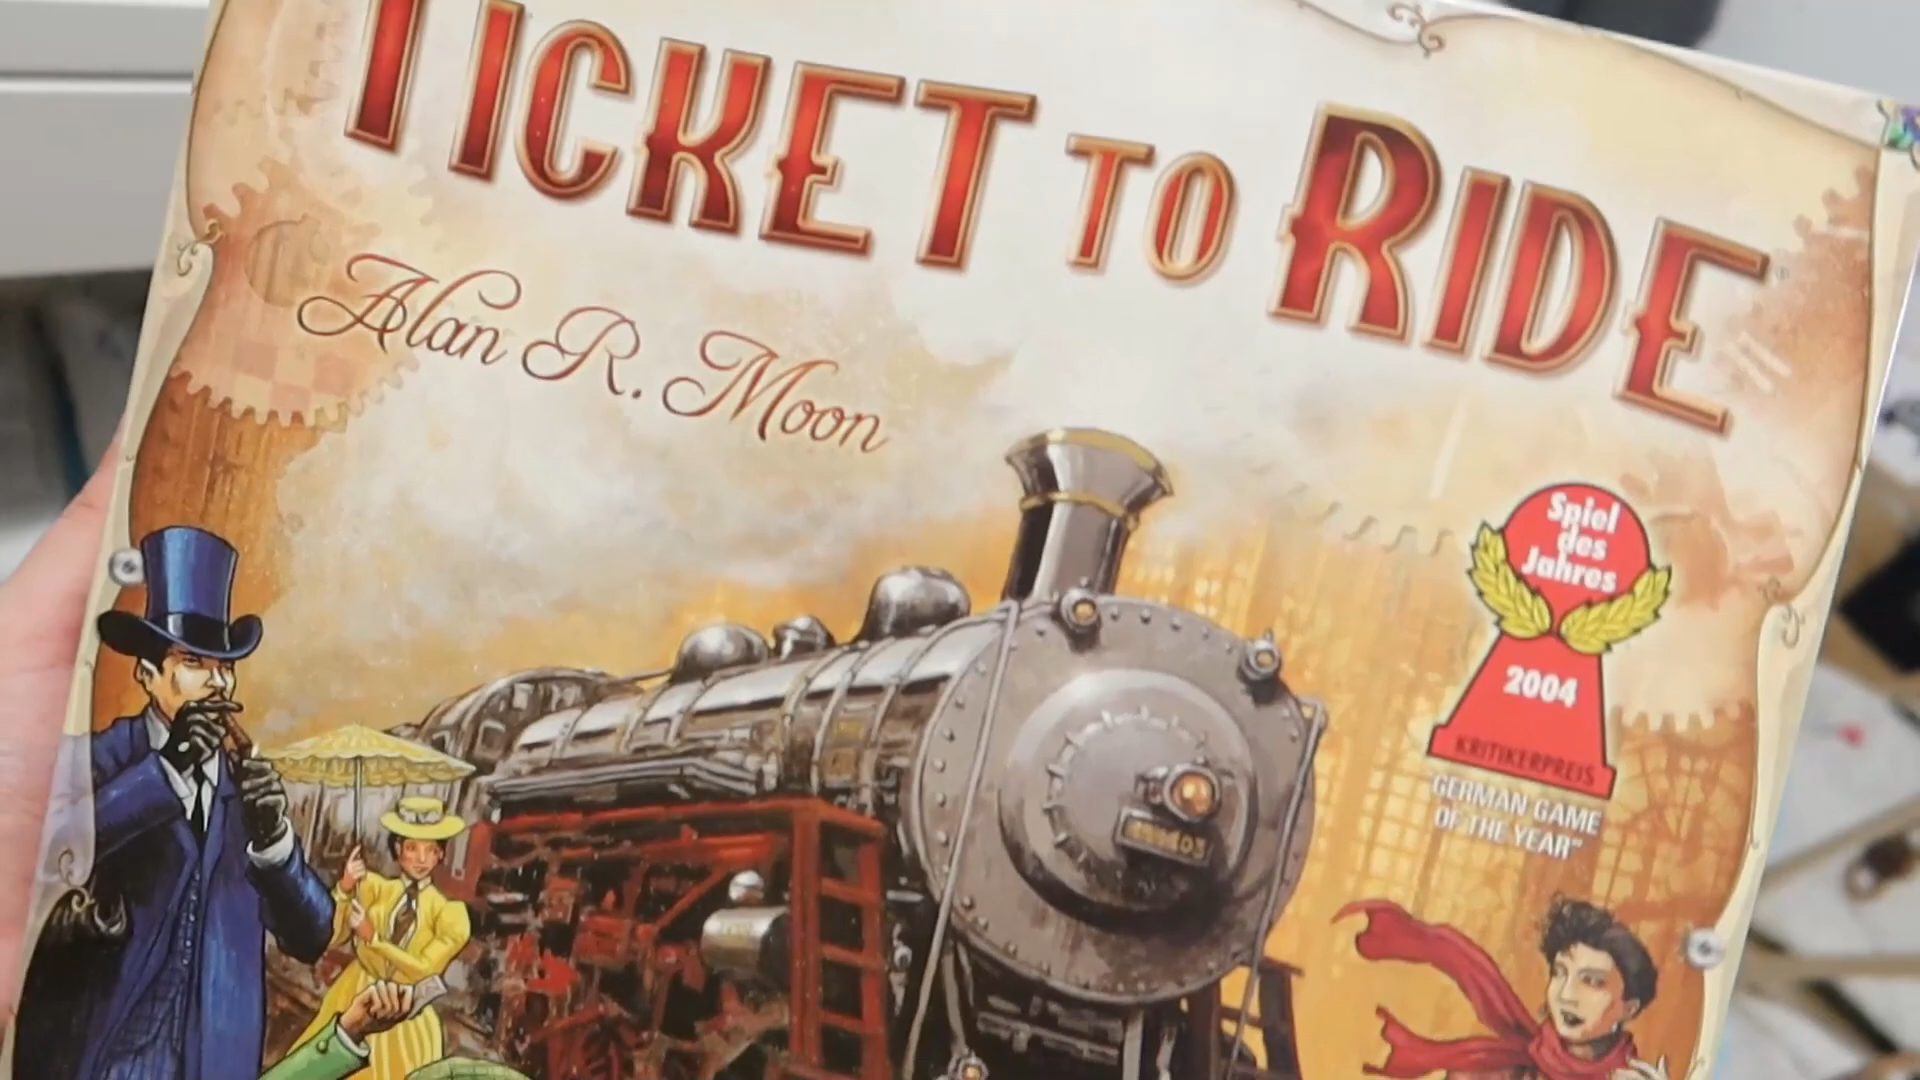 TICKET TO RIDE
Alan R. Moon
Spiel
des
Jahres
2004
KRITIKERPREIS
"GERMAN GAME
OF THE YEAR"